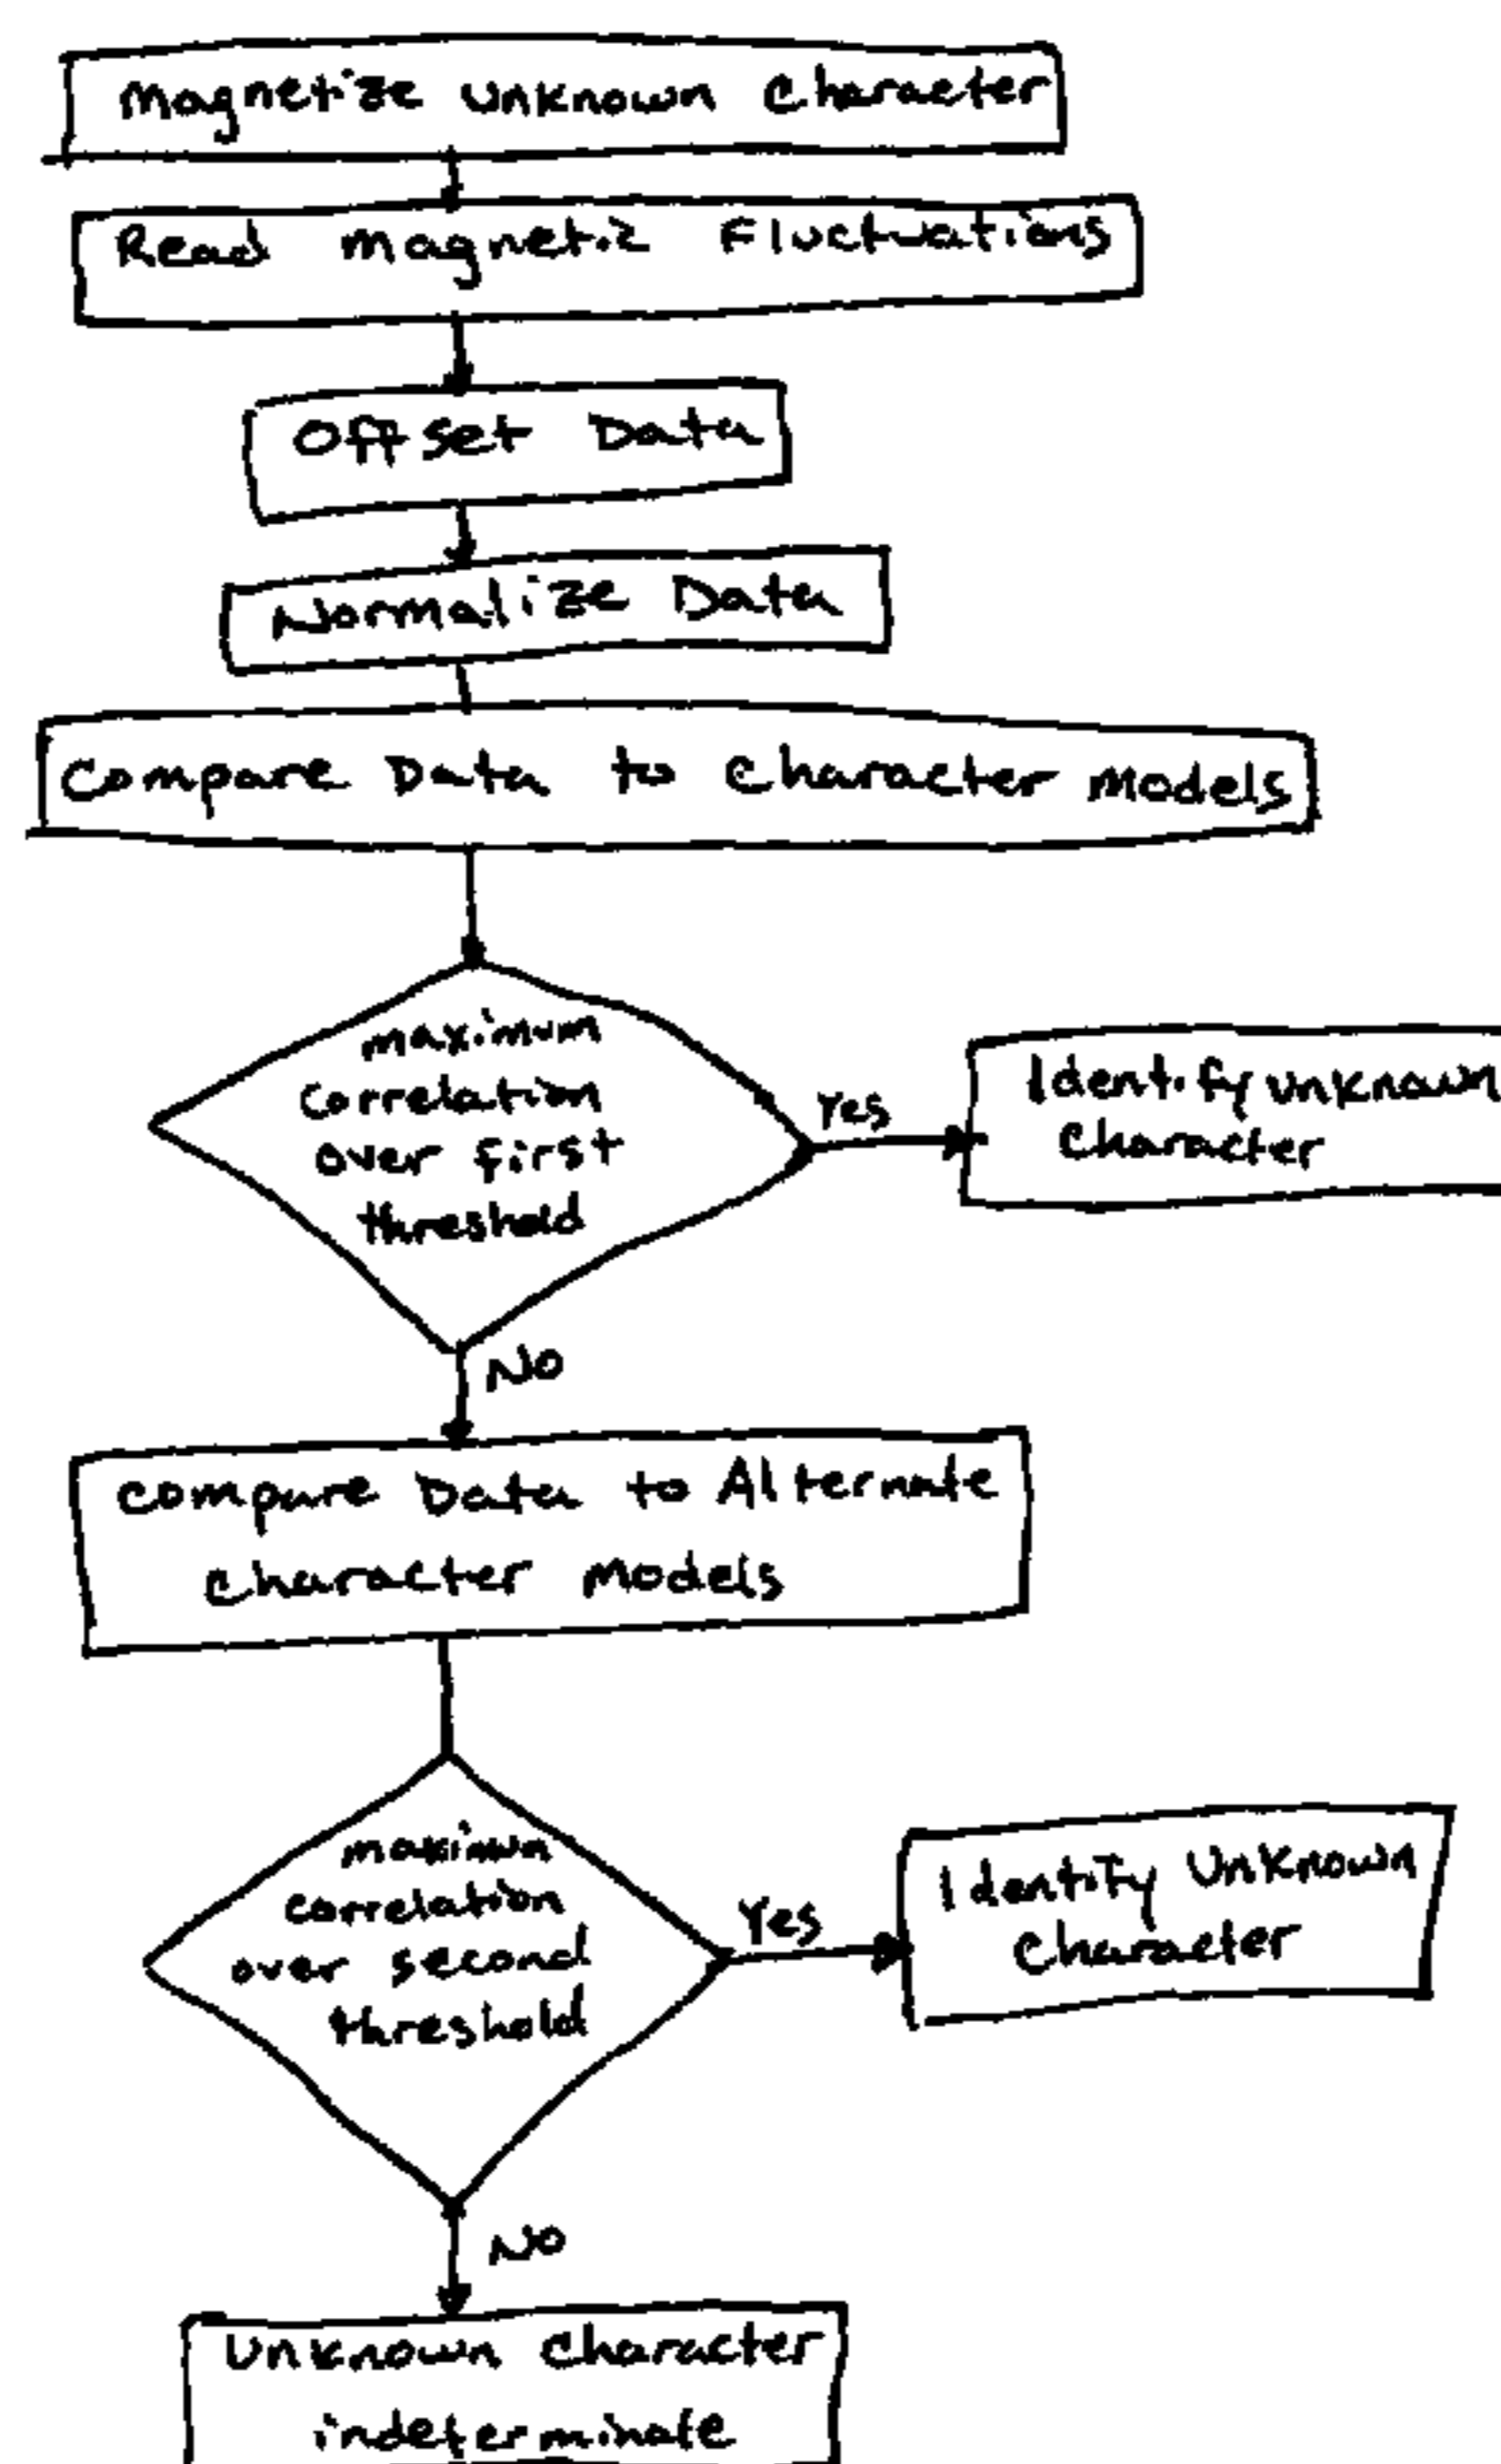 Magnetize Unknown Character
Read Magnetic Fluctuations
Offset Data
Normalize Data
Compare Data to Character Models
maximum
correlation
over first
threshold
Yes
Identify unknown
Character
No
Compare Data to Alternate
Character Models
maximum
correlation
over second
threshold
Yes
Identify Unknown
Character
No
Unknown Character
indeterminate